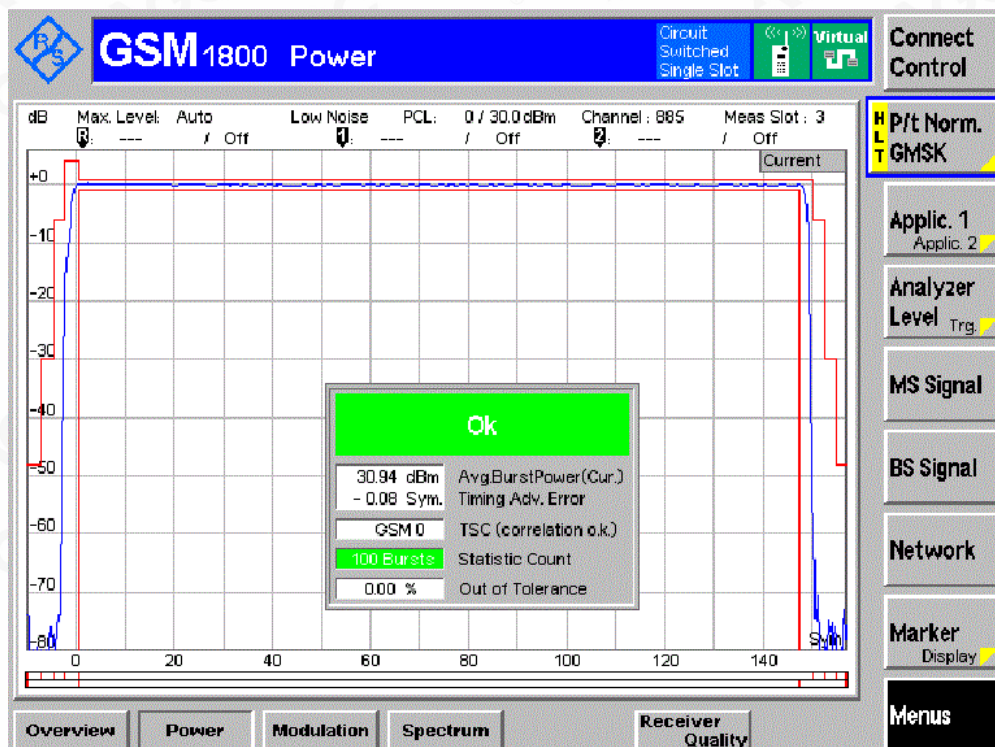 R/S
GSM 1800 Power
Circuit Switched Single Slot
Virtual
Connect Control
dB Max. Level: Auto Low Noise PCL: 0 / 30.0 dBm Channel : 885 Meas Slot : 3
R: --- / Off 1: --- / Off 2: --- / Off
Current
HLT
P/t Norm. GMSK
Applic. 1
Applic. 2
Analyzer Level Trg.
MS Signal
BS Signal
Network
Marker
Display
Menus
+0
-10
-20
-30
-40
-50
-60
-70
-80
Ok
30.94 dBm Avg.BurstPower(Cur.)
- 0.08 Sym. Timing Adv. Error
GSM 0 TSC (correlation o.k.)
100 Bursts Statistic Count
0.00 % Out of Tolerance
Sym
0 20 40 60 80 100 120 140
Overview Power Modulation Spectrum Receiver Quality